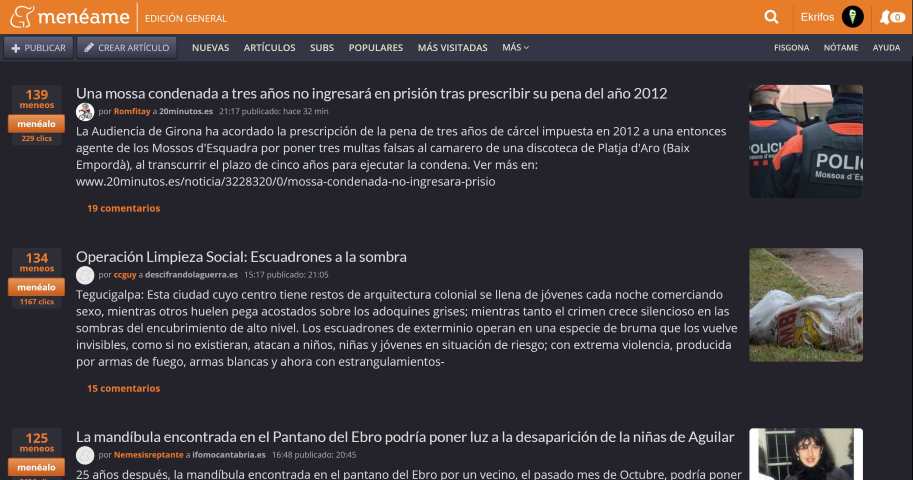 menéame EDICIÓN GENERAL Ekrifos 0
PUBLICAR CREAR ARTÍCULO NUEVAS ARTÍCULOS SUBS POPULARES MÁS VISITADAS MÁS FISGONA NÓTAME AYUDA
139
meneos
menéalo
229 clics
Una mossa condenada a tres años no ingresará en prisión tras prescribir su pena del año 2012
por Romfitay a 20minutos.es 21:17 publicado: hace 32 min
La Audiencia de Girona ha acordado la prescripción de la pena de tres años de cárcel impuesta en 2012 a una entonces
agente de los Mossos d'Esquadra por poner tres multas falsas al camarero de una discoteca de Platja d'Aro (Baix
Empordà), al transcurrir el plazo de cinco años para ejecutar la condena. Ver más en:
www.20minutos.es/noticia/3228320/0/mossa-condenada-no-ingresara-prisio
19 comentarios
POLICI
POLI
Mossos d'Es
134
meneos
menéalo
1167 clics
Operación Limpieza Social: Escuadrones a la sombra
por ccguy a descifrandolaguerra.es 15:17 publicado: 21:05
Tegucigalpa: Esta ciudad cuyo centro tiene restos de arquitectura colonial se llena de jóvenes cada noche comerciando
sexo, mientras otros huelen pega acostados sobre los adoquines grises; mientras tanto el crimen crece silencioso en las
sombras del encubrimiento de alto nivel. Los escuadrones de exterminio operan en una especie de bruma que los vuelve
invisibles, como si no existieran, atacan a niños, niñas y jóvenes en situación de riesgo; con extrema violencia, producida
por armas de fuego, armas blancas y ahora con estrangulamientos-
15 comentarios
125
meneos
menéalo
La mandíbula encontrada en el Pantano del Ebro podría poner luz a la desaparición de la niñas de Aguilar
por Nemesisreptante a ifomocantabria.es 16:48 publicado: 20:45
25 años después, la mandíbula encontrada en el pantano del Ebro por un vecino, el pasado mes de Octubre, podría poner